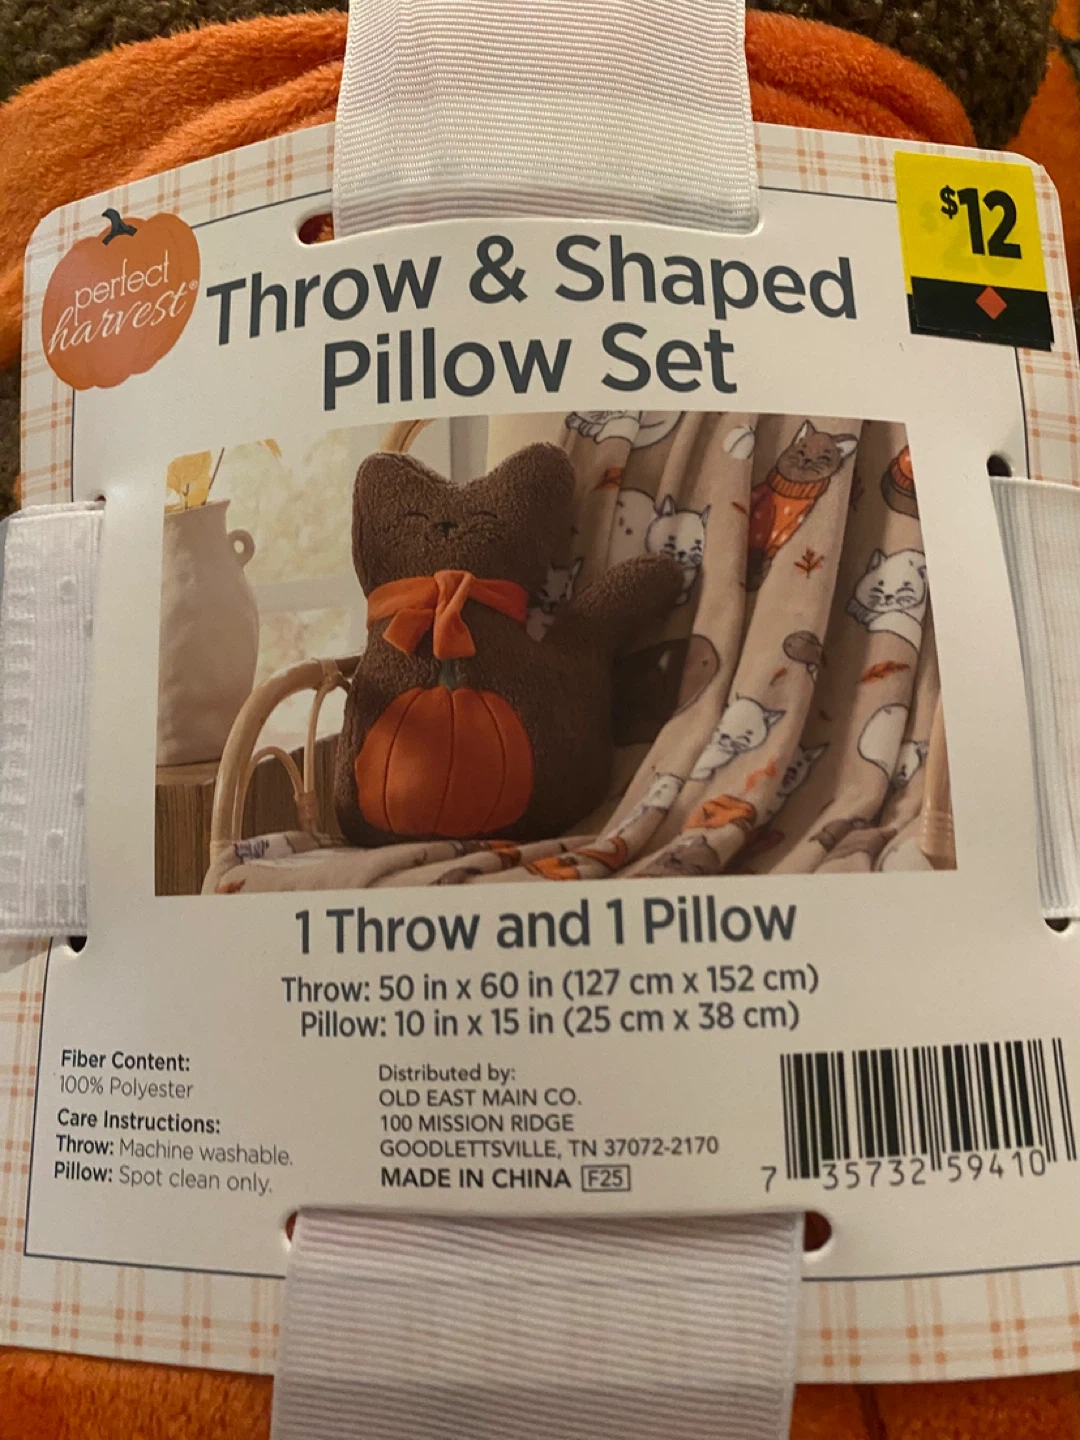 $12
perfect
harvest®
Throw & Shaped
Pillow Set
1 Throw and 1 Pillow
Throw: 50 in x 60 in (127 cm x 152 cm)
Pillow: 10 in x 15 in (25 cm x 38 cm)
Fiber Content:
100% Polyester
Care Instructions:
Throw: Machine washable.
Pillow: Spot clean only.
Distributed by:
OLD EAST MAIN CO.
100 MISSION RIDGE
GOODLETTSVILLE, TN 37072-2170
MADE IN CHINA F25
7 35732 59410